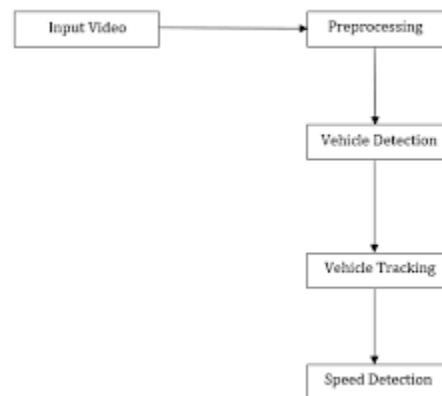 Input Video
Preprocessing
Vehicle Detection
Vehicle Tracking
Speed Detection